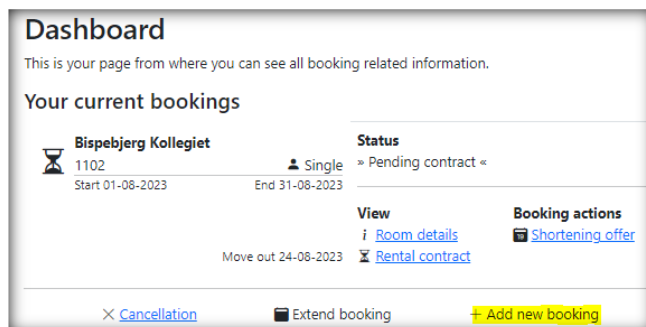 Dashboard
This is your page from where you can see all booking related information.
Your current bookings
Bispebjerg Kollegiet
1102 Single
Start 01-08-2023 End 31-08-2023
Move out 24-08-2023
Status
» Pending contract «
View
i Room details
Rental contract
Booking actions
Shortening offer
× Cancellation
Extend booking
+ Add new booking